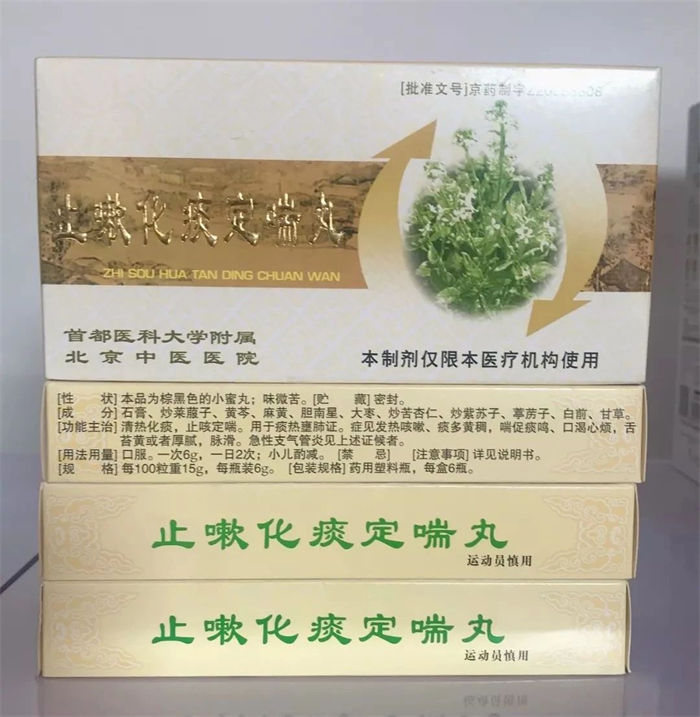 [批准文号]京药制字
止嗽化痰定喘丸
ZHI SOU HUA TAN DING CHUAN WAN
首都医科大学附属
北京中医医院
本制剂仅限本医疗机构使用
[性 状]本品为棕黑色的小蜜丸；味微苦。[贮 藏]密封。
[成 分]石膏、炒莱菔子、黄芩、麻黄、胆南星、大枣、炒苦杏仁、炒紫苏子、葶苈子、白前、甘草。
[功能主治]清热化痰，止咳定喘。用于痰热壅肺证。症见发热咳嗽、痰多黄稠，喘促痰鸣、口渴心烦，舌
苔黄或者厚腻，脉滑。急性支气管炎见上述证候者。
[用法用量]口服。一次6g，一日2次；小儿酌减。[禁 忌] [注意事项]详见说明书。
[规 格]每100粒重15g，每瓶装6g。[包装规格]药用塑料瓶，每盒6瓶。
止嗽化痰定喘丸
运动员慎用
止嗽化痰定喘丸
运动员慎用